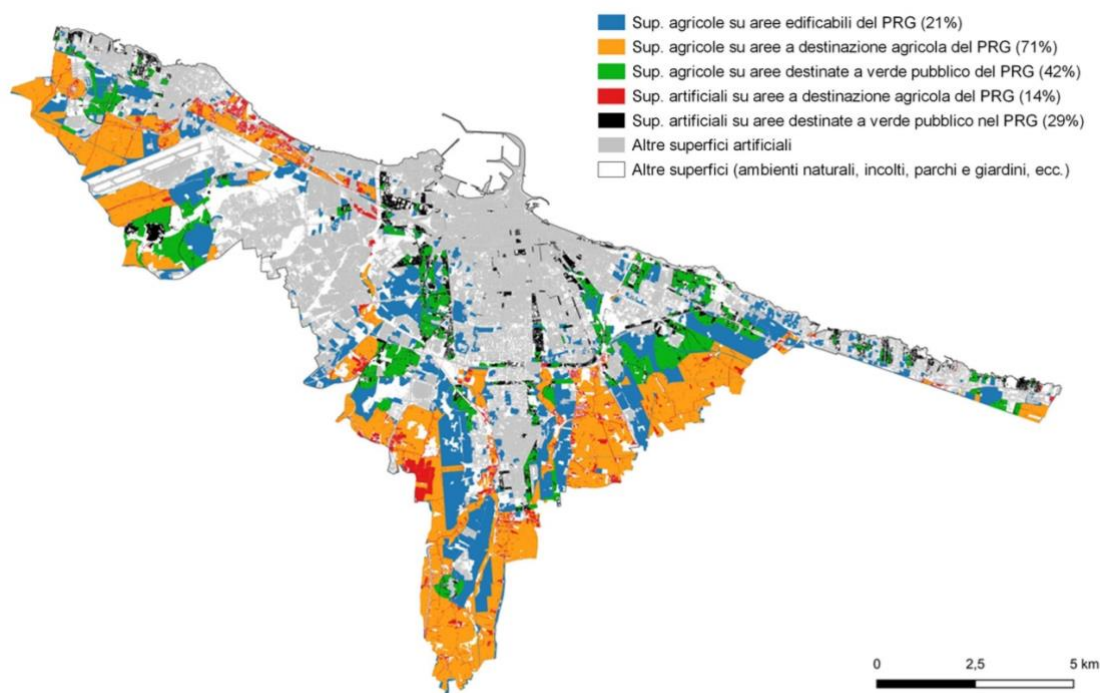 Sup. agricole su aree edificabili del PRG (21%)
Sup. agricole su aree a destinazione agricola del PRG (71%)
Sup. agricole su aree destinate a verde pubblico del PRG (42%)
Sup. artificiali su aree a destinazione agricola del PRG (14%)
Sup. artificiali su aree destinate a verde pubblico nel PRG (29%)
Altre superfici artificiali
Altre superfici (ambienti naturali, incolti, parchi e giardini, ecc.)
0 2,5 5 km